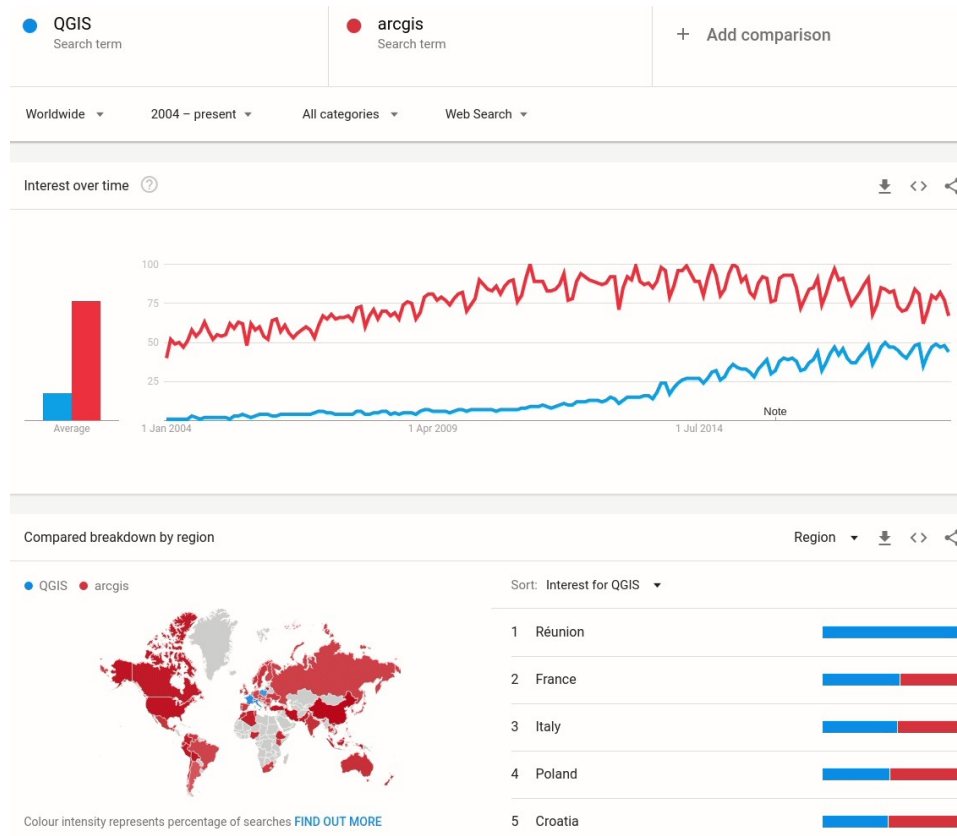 QGIS
Search term
arcgis
Search term
+ Add comparison
Worldwide
2004 – present
All categories
Web Search
Interest over time ?
100
75
50
25
Average
1 Jan 2004
1 Apr 2009
1 Jul 2014
Note
Compared breakdown by region
Region
QGIS
arcgis
Sort: Interest for QGIS
1 Réunion
2 France
3 Italy
4 Poland
5 Croatia
Colour intensity represents percentage of searches FIND OUT MORE